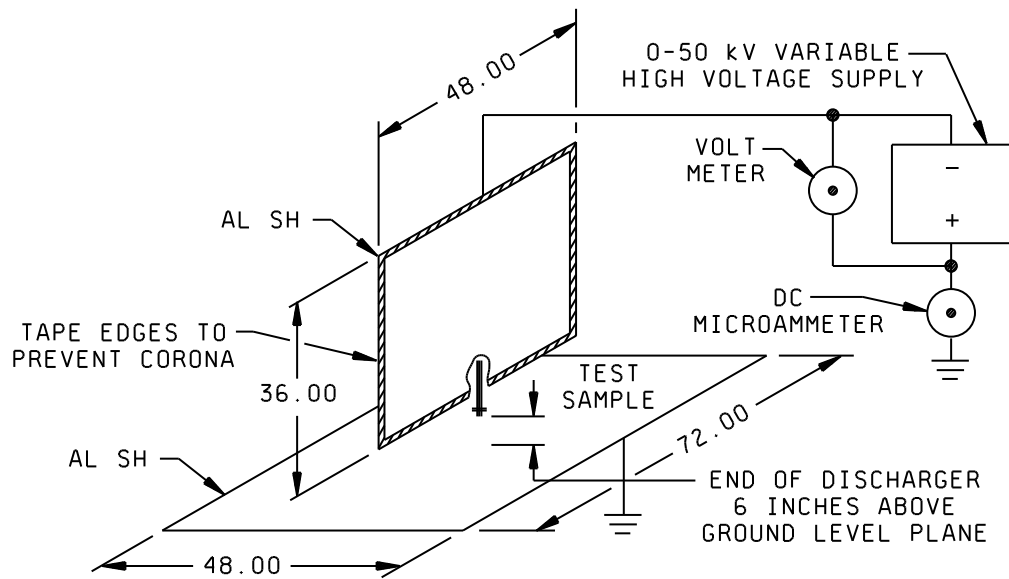 48.00
0-50 kV VARIABLE
HIGH VOLTAGE SUPPLY
VOLT
METER
-
+
AL SH
DC
MICROAMMETER
TAPE EDGES TO
PREVENT CORONA
36.00
TEST
SAMPLE
72.00
AL SH
END OF DISCHARGER
6 INCHES ABOVE
GROUND LEVEL PLANE
48.00